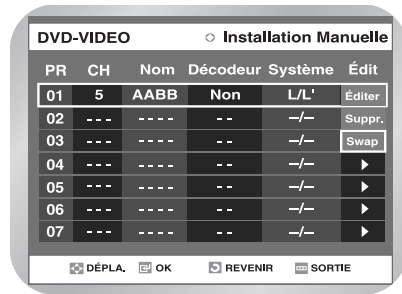 DVD-VIDEO Installation Manuelle
PR CH Nom Décodeur Système Édit
01 5 AABB Non L/L' Éditer
02 --- ---- -- –/– Suppr.
03 --- ---- -- –/– Swap
04 --- ---- -- –/–
05 --- ---- -- –/–
06 --- ---- -- –/–
07 --- ---- -- –/–
DÉPLA. OK REVENIR SORTIE